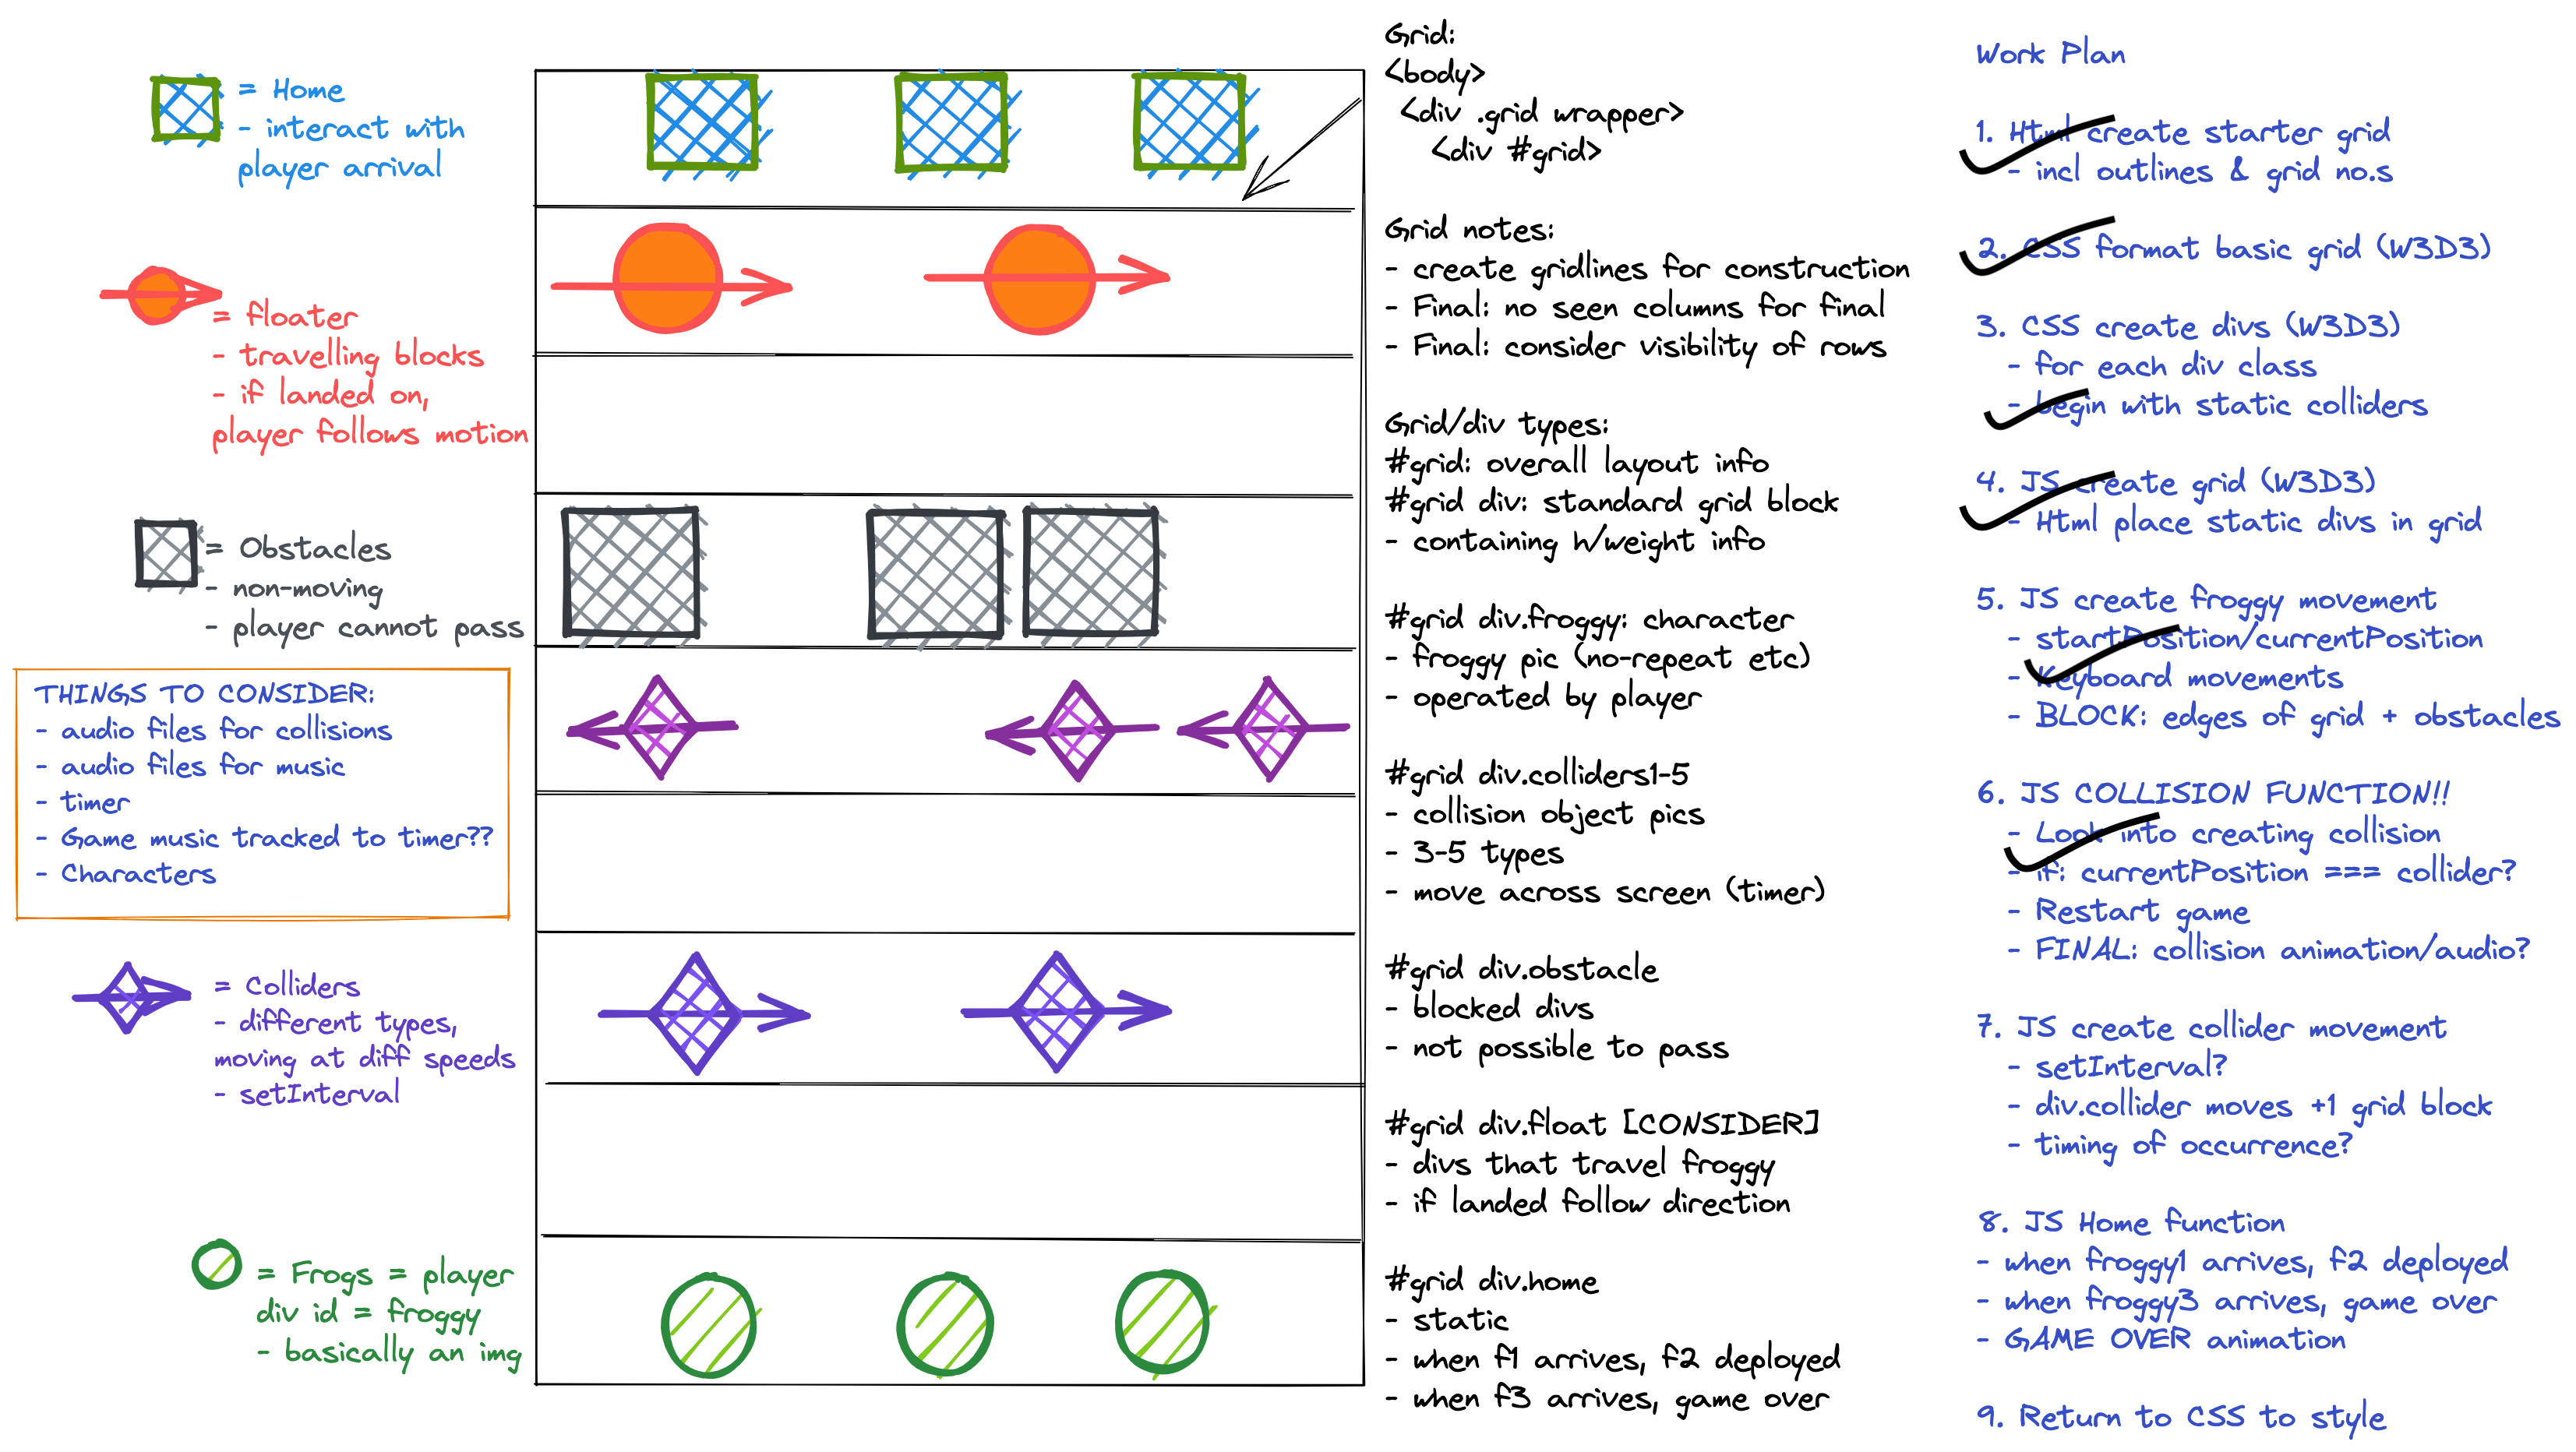 = Home
- interact with
player arrival
= floater
- travelling blocks
- if landed on,
player follows motion
= Obstacles
- non-moving
- player cannot pass
THINGS TO CONSIDER:
- audio files for collisions
- audio files for music
- timer
- Game music tracked to timer??
- Characters
= Colliders
- different types,
moving at diff speeds
- setInterval
= Frogs = player
div id = froggy
- basically an img
Grid:
<body>
<div .grid wrapper>
<div #grid>
Grid notes:
- create gridlines for construction
- Final: no seen columns for final
- Final: consider visibility of rows
Grid/div types:
#grid: overall layout info
#grid div: standard grid block
- containing h/weight info
#grid div.froggy: character
- froggy pic (no-repeat etc)
- operated by player
#grid div.colliders1-5
- collision object pics
- 3-5 types
- move across screen (timer)
#grid div.obstacle
- blocked divs
- not possible to pass
#grid div.float [CONSIDER]
- divs that travel froggy
- if landed follow direction
#grid div.home
- static
- when f1 arrives, f2 deployed
- when f3 arrives, game over
Work Plan
1. Html create starter grid
- incl outlines & grid no.s
2. CSS format basic grid (W3D3)
3. CSS create divs (W3D3)
- for each div class
- begin with static colliders
4. JS create grid (W3D3)
- Html place static divs in grid
5. JS create froggy movement
- startPosition/currentPosition
- Keyboard movements
- BLOCK: edges of grid + obstacles
6. JS COLLISION FUNCTION!!
- Look into creating collision
- if: currentPosition === collider?
- Restart game
- FINAL: collision animation/audio?
7. JS create collider movement
- setInterval?
- div.collider moves +1 grid block
- timing of occurrence?
8. JS Home function
- when froggy1 arrives, f2 deployed
- when froggy3 arrives, game over
- GAME OVER animation
9. Return to CSS to style